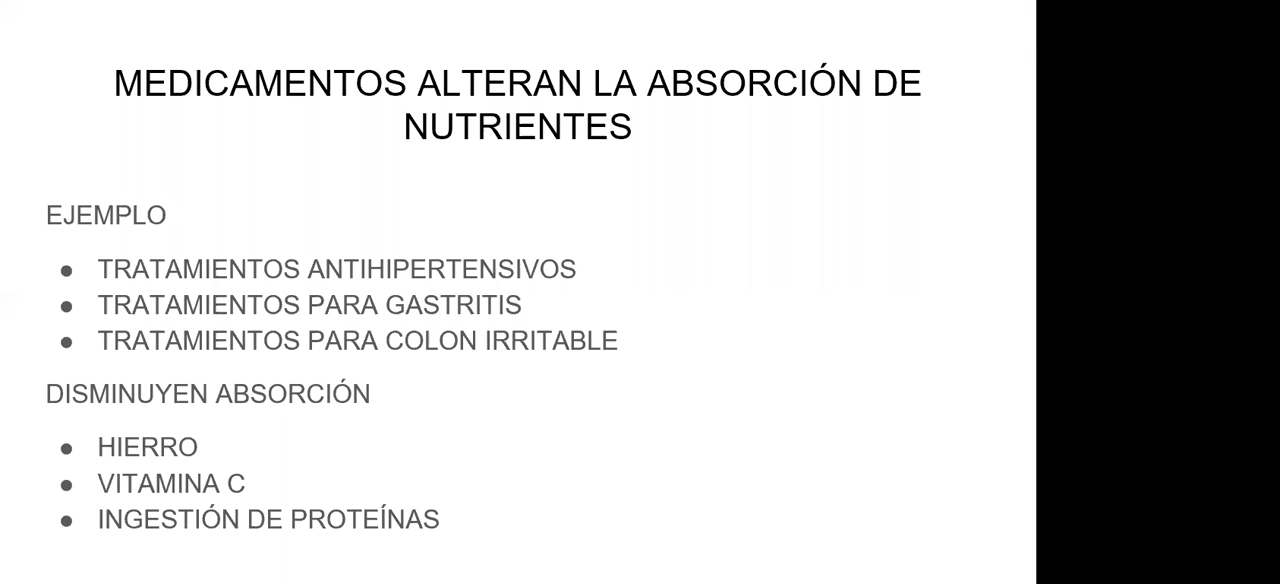 MEDICAMENTOS ALTERAN LA ABSORCIÓN DE
NUTRIENTES
EJEMPLO
● TRATAMIENTOS ANTIHIPERTENSIVOS
● TRATAMIENTOS PARA GASTRITIS
● TRATAMIENTOS PARA COLON IRRITABLE
DISMINUYEN ABSORCIÓN
● HIERRO
● VITAMINA C
● INGESTIÓN DE PROTEÍNAS